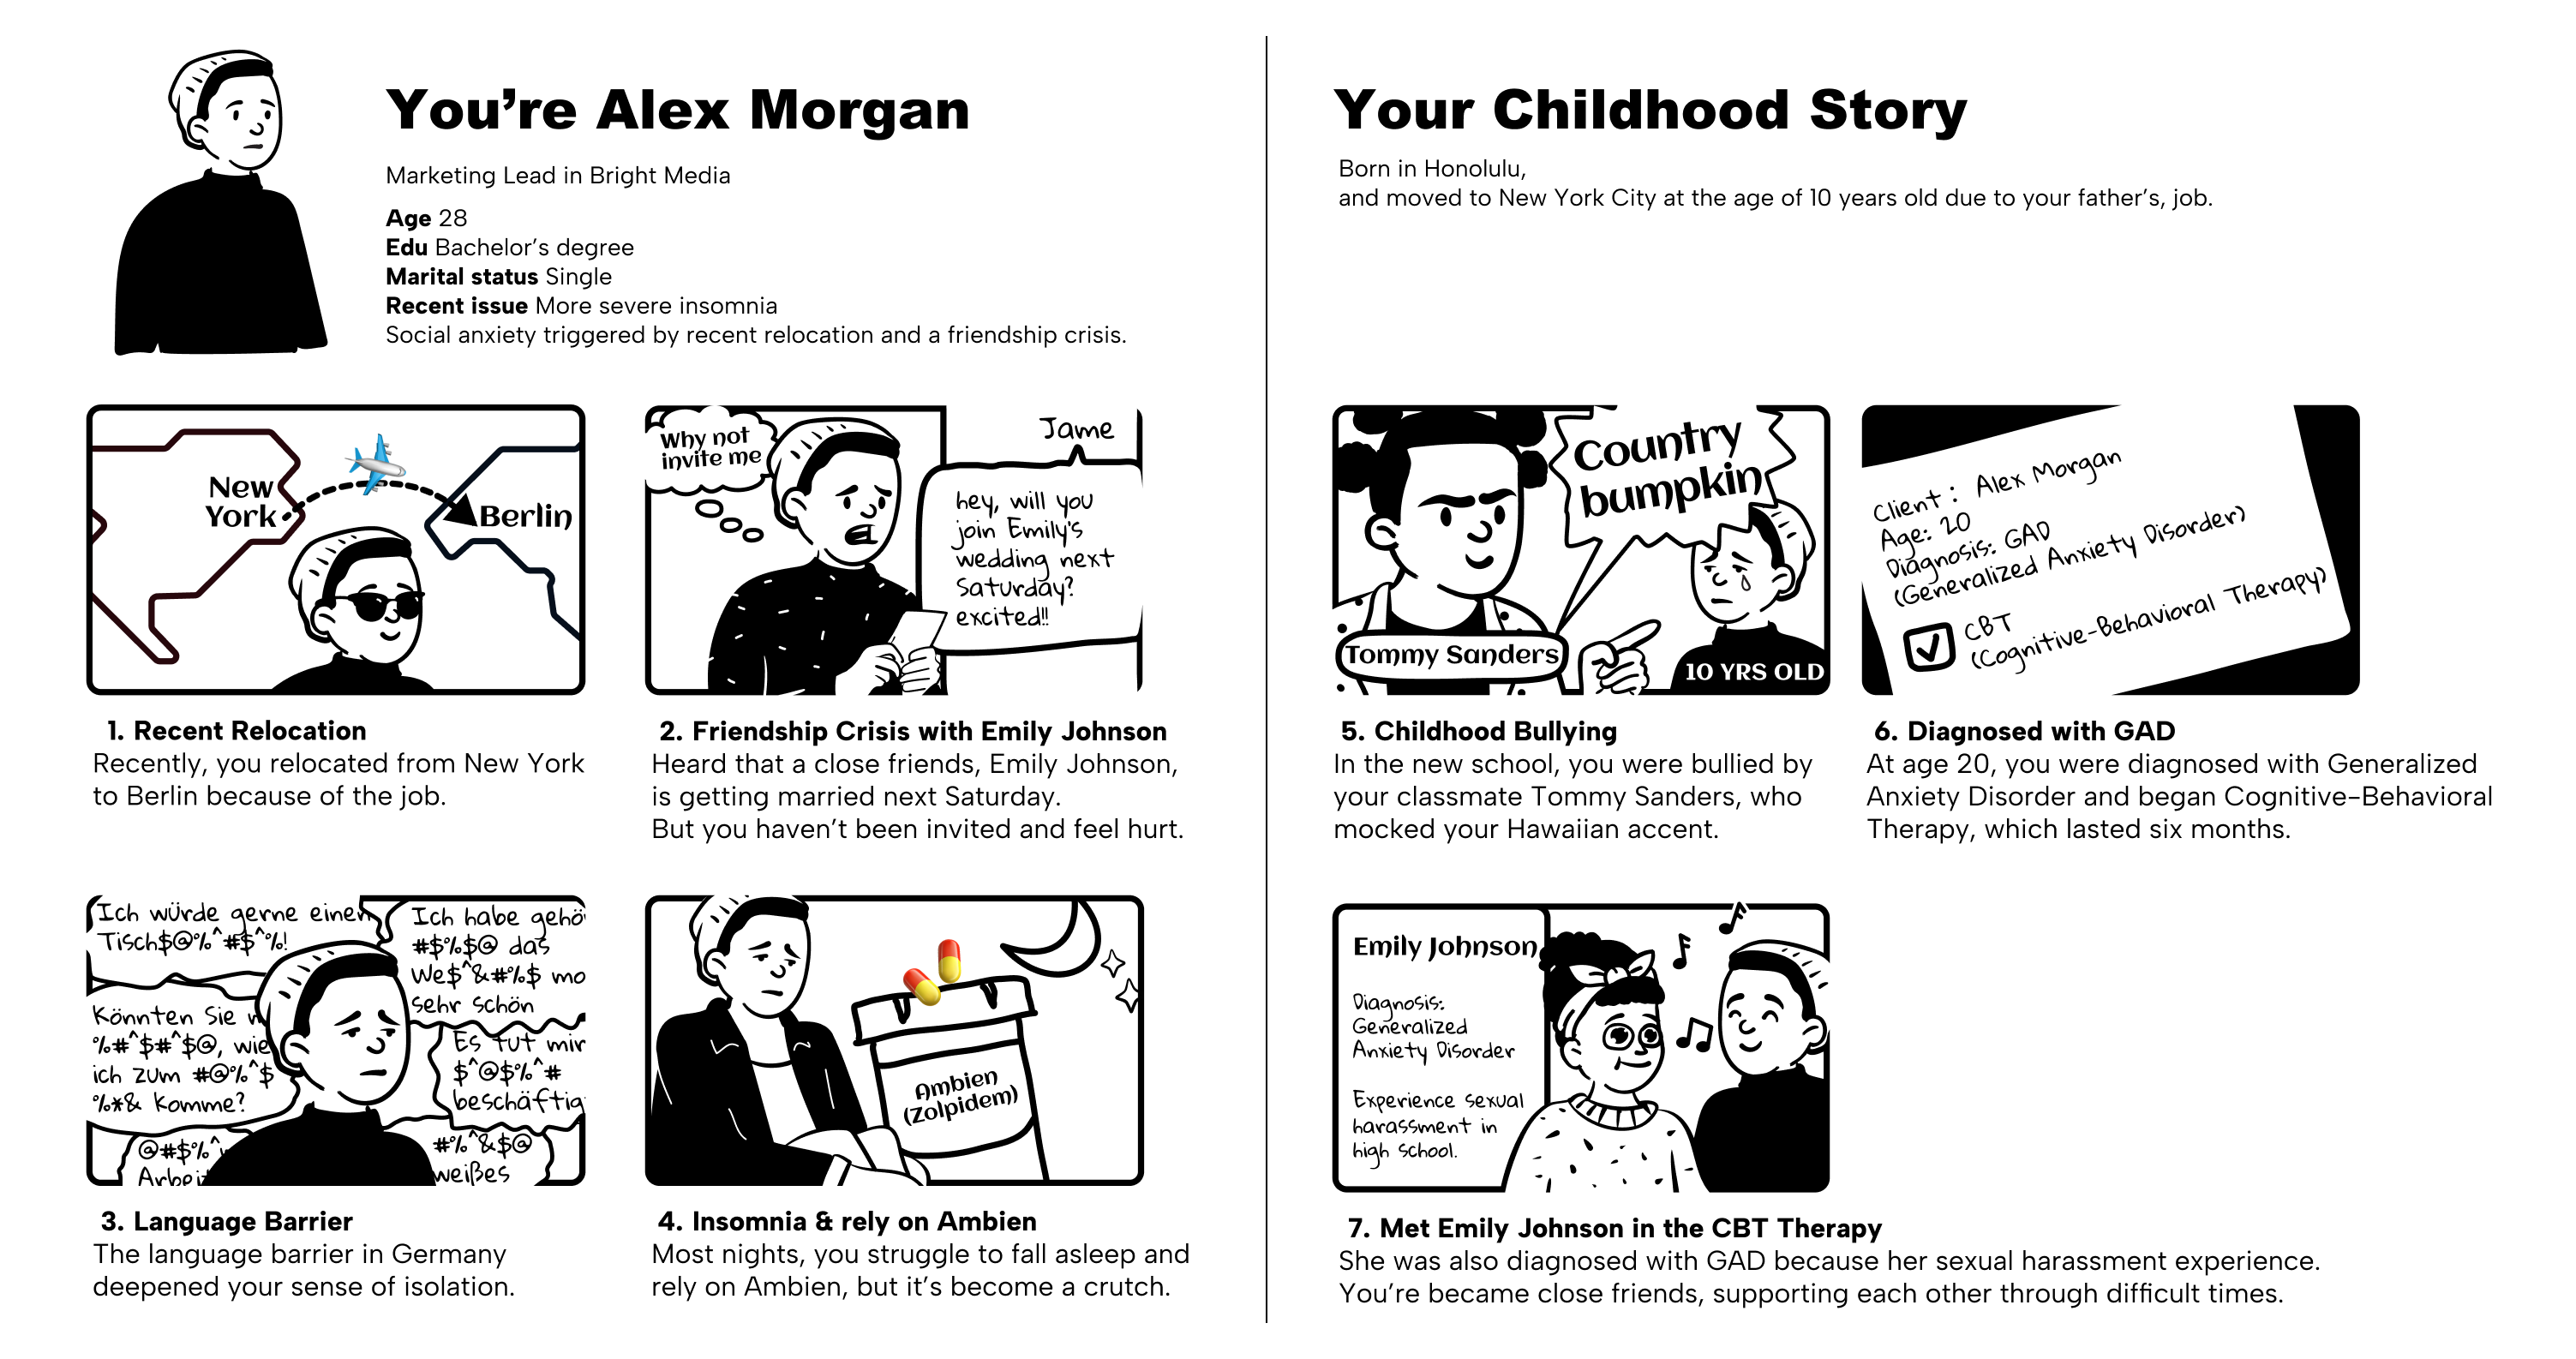 You're Alex Morgan
Marketing Lead in Bright Media
Age 28
Edu Bachelor's degree
Marital status Single
Recent issue More severe insomnia
Social anxiety triggered by recent relocation and a friendship crisis.
New
York
Berlin
1. Recent Relocation
Recently, you relocated from New York
to Berlin because of the job.
Why not
invite me
Jame
hey, will you
join Emily's
wedding next
Saturday?
excited!!
2. Friendship Crisis with Emily Johnson
Heard that a close friends, Emily Johnson,
is getting married next Saturday.
But you haven't been invited and feel hurt.
Ich würde gerne einen
Tisch$@%^#$^%!
Ich habe gehö
#$%$@ das
We$^&#%$ mo
sehr schön
Könnten Sie
%#^$#^$@, wie
ich zum #@%^$
%*& komme?
Es tut mir
$^@$%^#
beschäftig
@#$%^
Arbeit
#%^&$@
weißes
3. Language Barrier
The language barrier in Germany
deepened your sense of isolation.
Ambien
(Zolpidem)
4. Insomnia & rely on Ambien
Most nights, you struggle to fall asleep and
rely on Ambien, but it's become a crutch.
Your Childhood Story
Born in Honolulu,
and moved to New York City at the age of 10 years old due to your father's, job.
Country
bumpkin
Tommy Sanders
10 YRS OLD
5. Childhood Bullying
In the new school, you were bullied by
your classmate Tommy Sanders, who
mocked your Hawaiian accent.
Client : Alex Morgan
Age: 20
Diagnosis: GAD
(Generalized Anxiety Disorder)
CBT
(Cognitive-Behavioral Therapy)
6. Diagnosed with GAD
At age 20, you were diagnosed with Generalized
Anxiety Disorder and began Cognitive-Behavioral
Therapy, which lasted six months.
Emily Johnson
Diagnosis:
Generalized
Anxiety Disorder
Experience sexual
harassment in
high school.
7. Met Emily Johnson in the CBT Therapy
She was also diagnosed with GAD because her sexual harassment experience.
You're became close friends, supporting each other through difficult times.